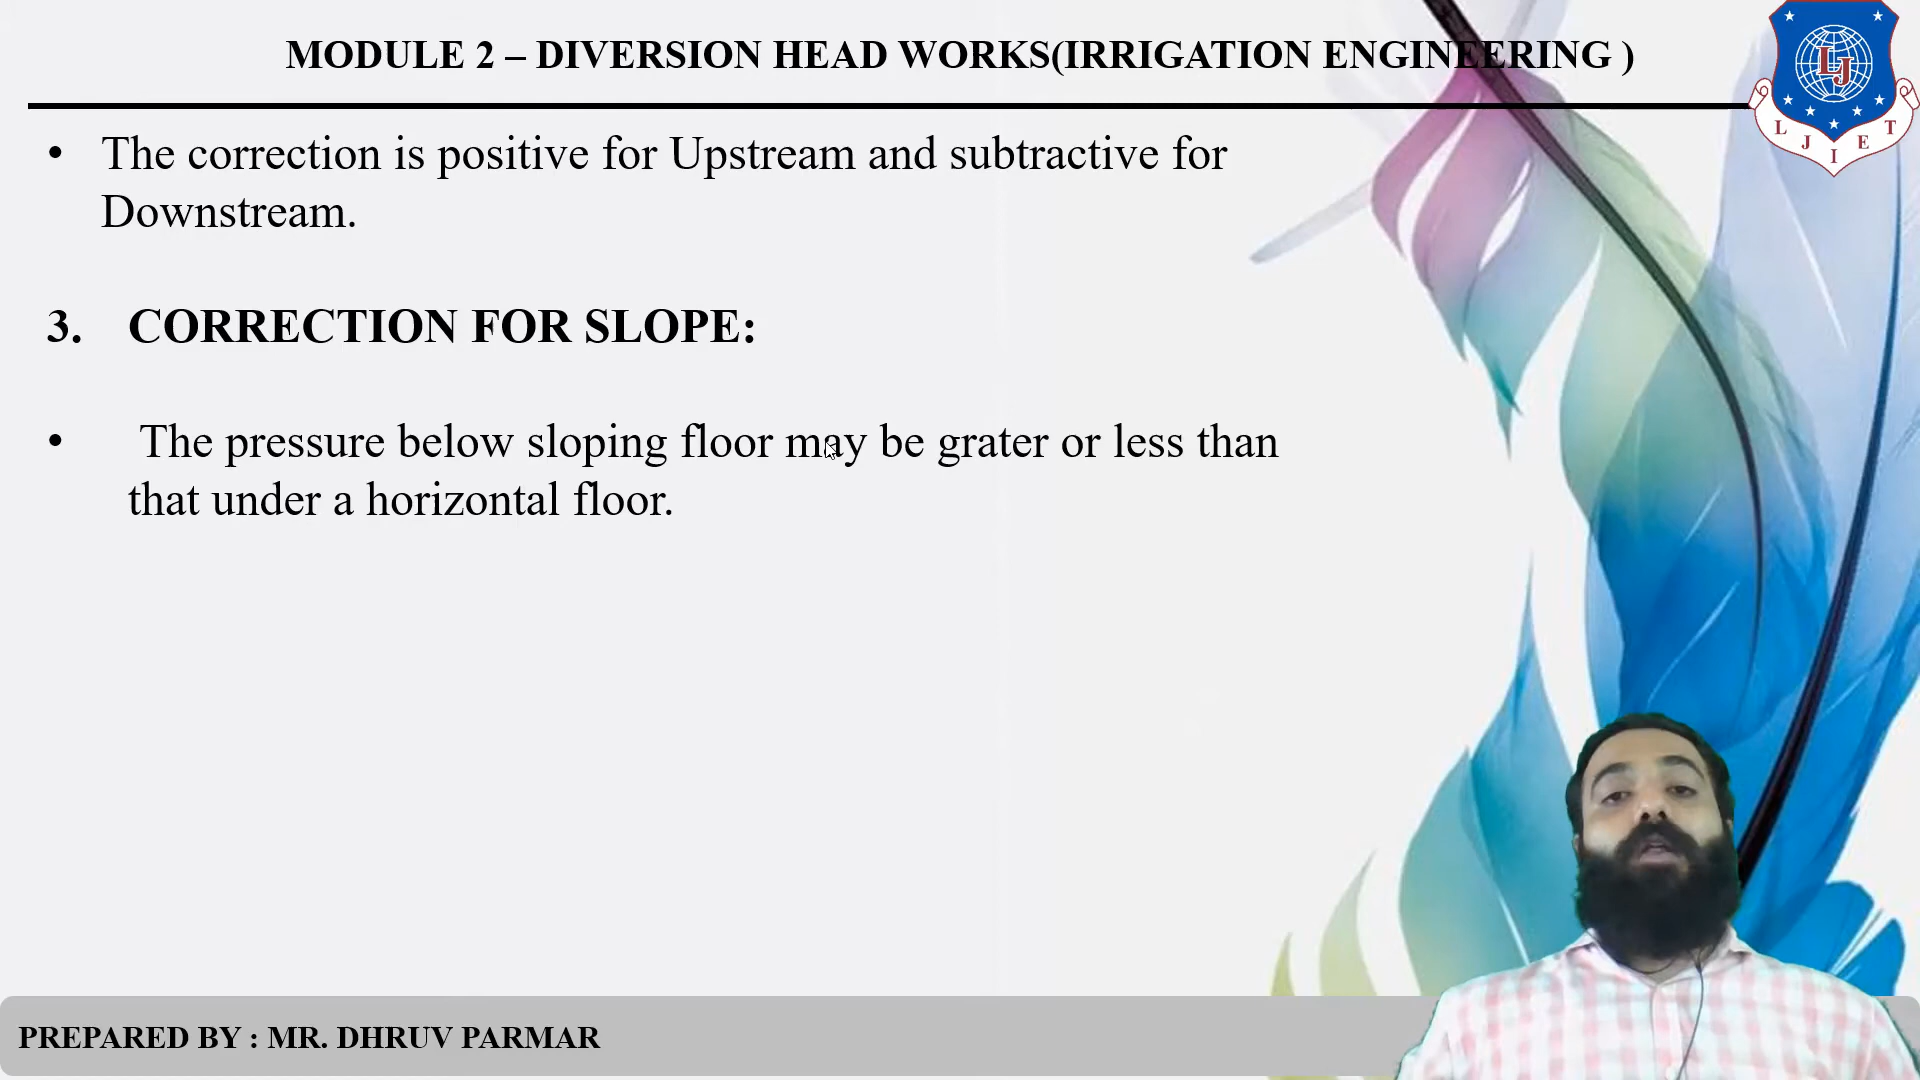 MODULE 2 – DIVERSION HEAD WORKS(IRRIGATION ENGINEERING )
• The correction is positive for Upstream and subtractive for
Downstream.
3. CORRECTION FOR SLOPE:
• The pressure below sloping floor may be grater or less than
that under a horizontal floor.
PREPARED BY : MR. DHRUV PARMAR
LJ
L J I E T